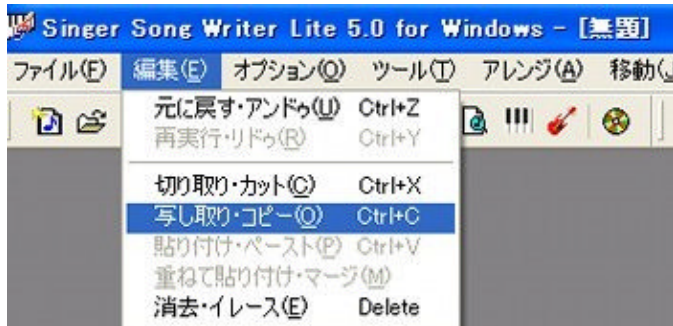 Singer Song Writer Lite 5.0 for Windows - [無題]
ファイル(F) 編集(E) オプション(O) ツール(T) アレンジ(A) 移動(
元に戻す・アンドゥ(U) Ctrl+Z
再実行・リドゥ(R) Ctrl+Y
切り取り・カット(C) Ctrl+X
写し取り・コピー(O) Ctrl+C
貼り付け・ペースト(P) Ctrl+V
重ねて貼り付け・マージ(M)
消去・イレース(E) Delete